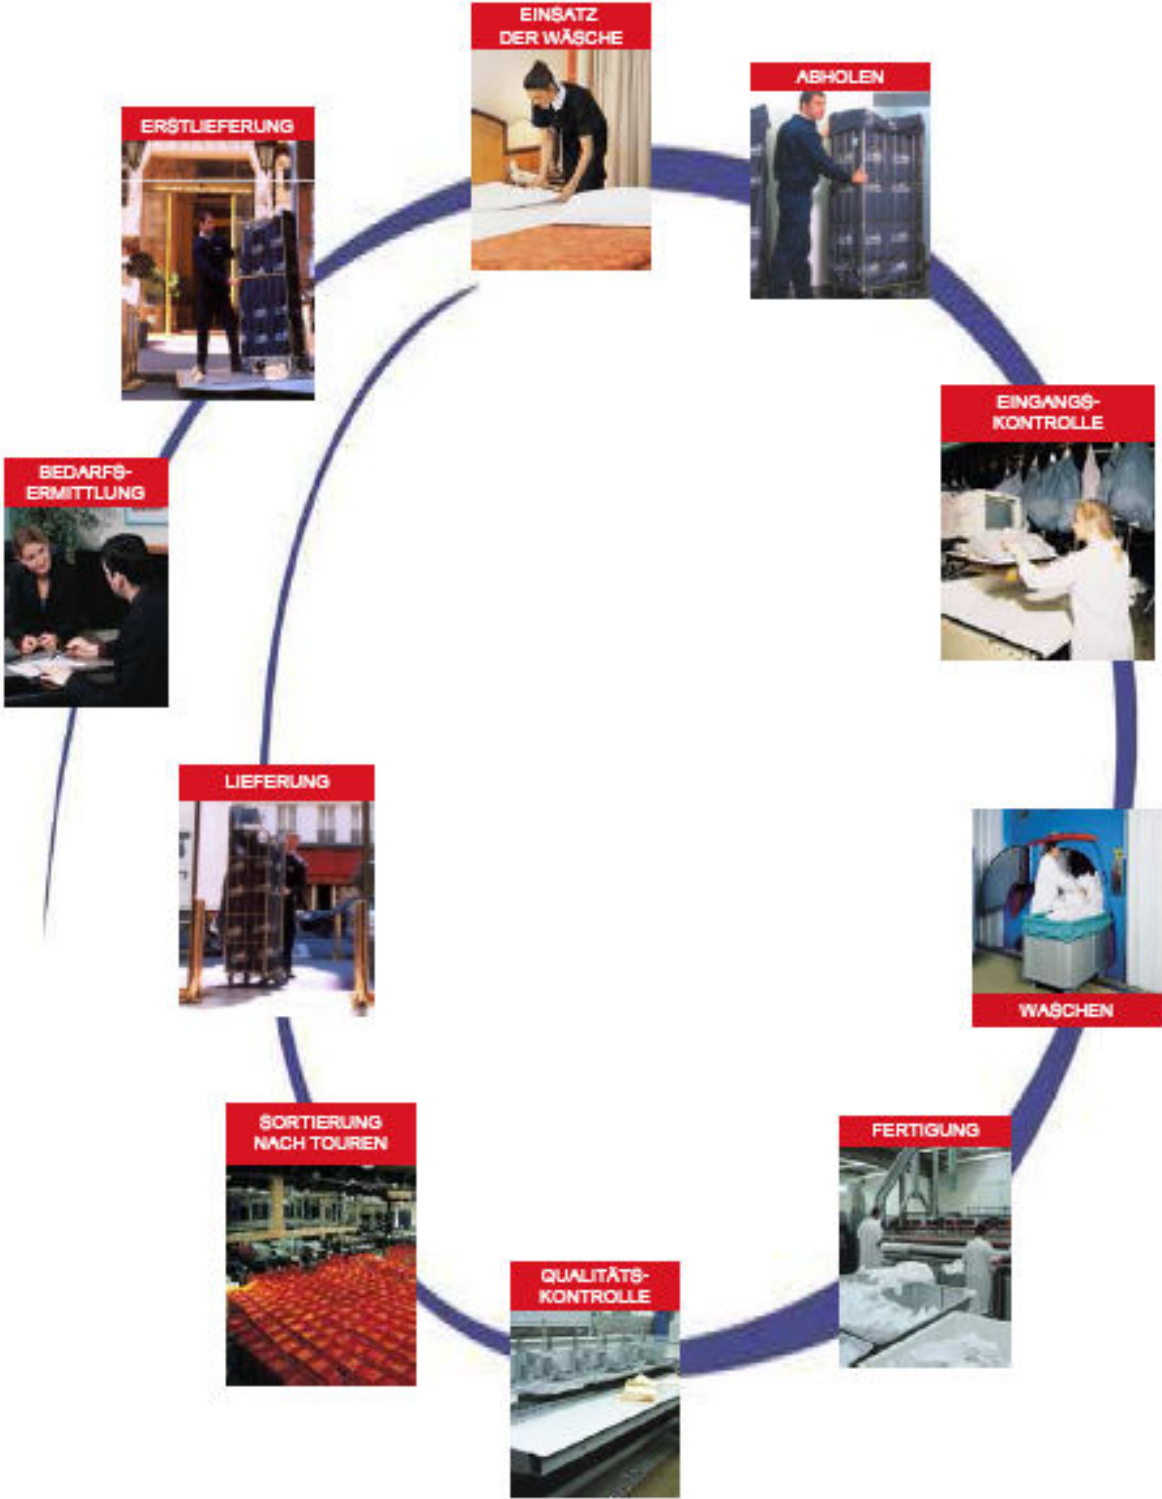 EINSATZ
DER WÄSCHE
ABHOLEN
ERSTLIEFERUNG
EINGANGS-
KONTROLLE
BEDARFS-
ERMITTLUNG
LIEFERUNG
WASCHEN
SORTIERUNG
NACH TOUREN
FERTIGUNG
QUALITÄTS-
KONTROLLE